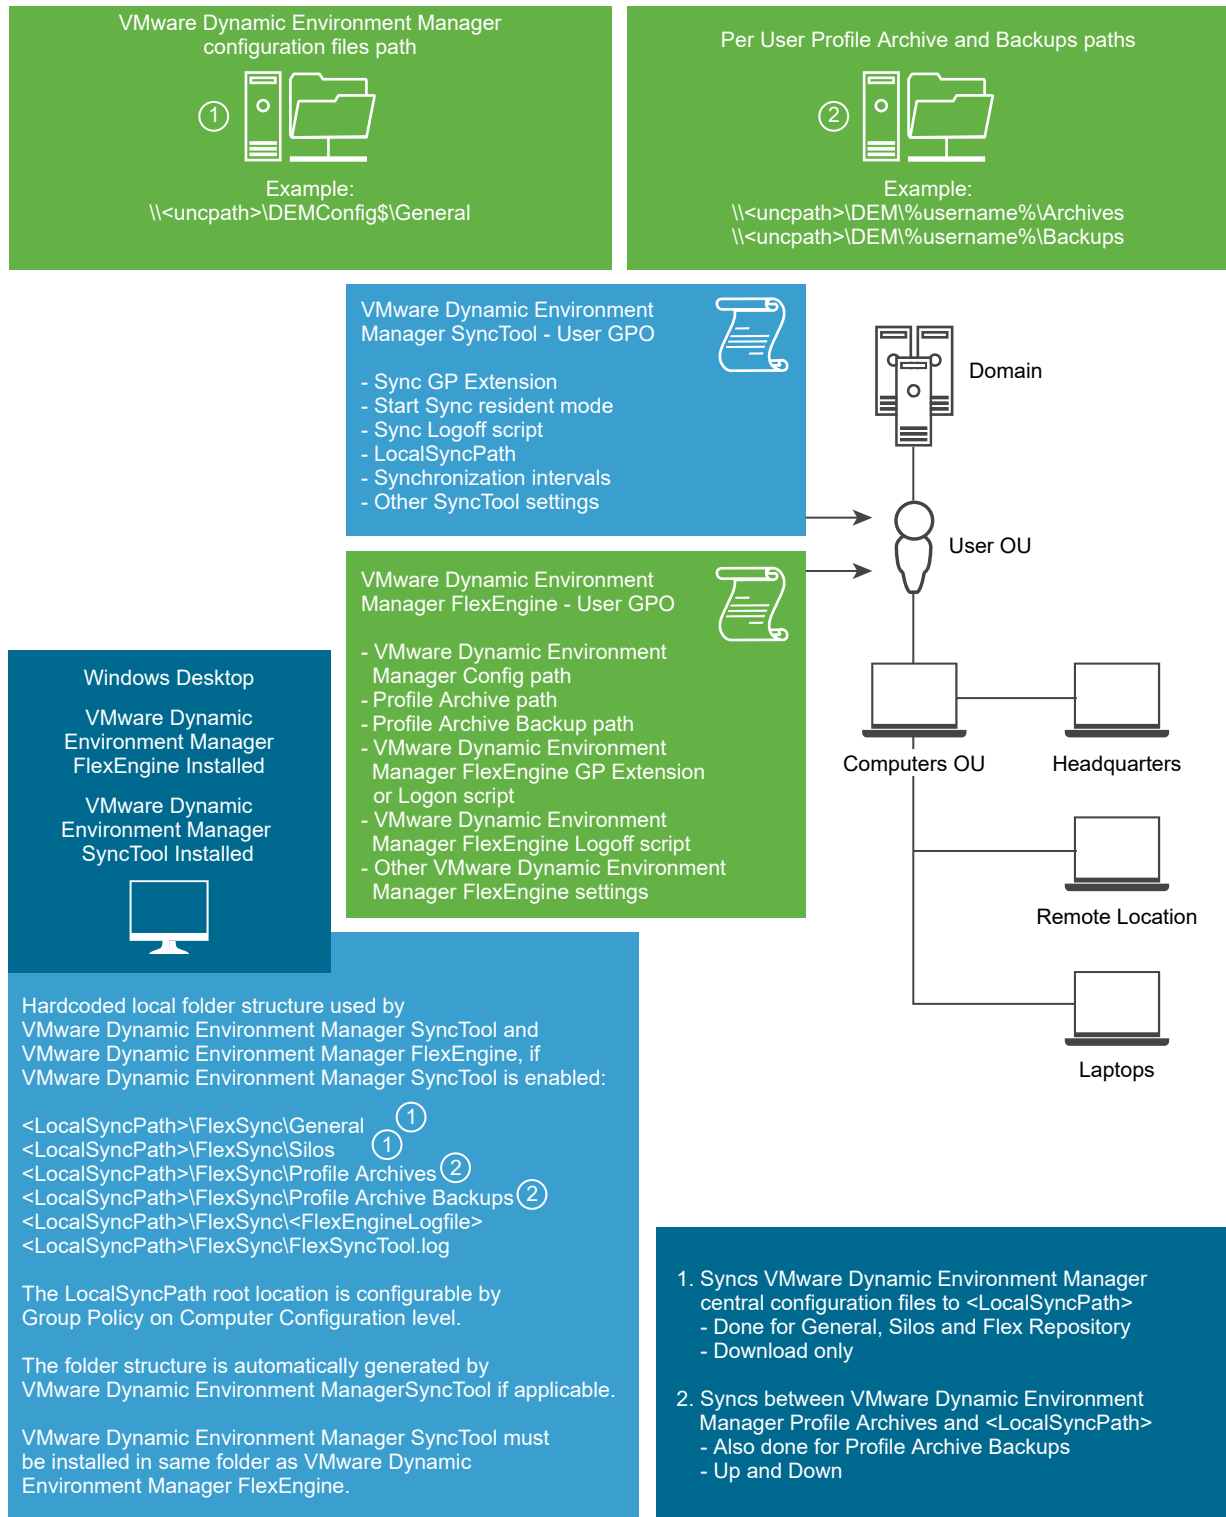 VMware Dynamic Environment Manager
configuration files path
1
Example:
\\<uncpath>\DEMConfig$\General
Per User Profile Archive and Backups paths
2
Example:
\\<uncpath>\DEM\%username%\Archives
\\<uncpath>\DEM\%username%\Backups
VMware Dynamic Environment
Manager SyncTool - User GPO
- Sync GP Extension
- Start Sync resident mode
- Sync Logoff script
- LocalSyncPath
- Synchronization intervals
- Other SyncTool settings
Domain
User OU
VMware Dynamic Environment
Manager FlexEngine - User GPO
- VMware Dynamic Environment
Manager Config path
- Profile Archive path
- Profile Archive Backup path
- VMware Dynamic Environment
Manager FlexEngine GP Extension
or Logon script
- VMware Dynamic Environment
Manager FlexEngine Logoff script
- Other VMware Dynamic Environment
Manager FlexEngine settings
Computers OU
Headquarters
Remote Location
Laptops
Windows Desktop
VMware Dynamic
Environment Manager
FlexEngine Installed
VMware Dynamic
Environment Manager
SyncTool Installed
Hardcoded local folder structure used by
VMware Dynamic Environment Manager SyncTool and
VMware Dynamic Environment Manager FlexEngine, if
VMware Dynamic Environment Manager SyncTool is enabled:
<LocalSyncPath>\FlexSync\General 1
<LocalSyncPath>\FlexSync\Silos 1
<LocalSyncPath>\FlexSync\Profile Archives 2
<LocalSyncPath>\FlexSync\Profile Archive Backups 2
<LocalSyncPath>\FlexSync\<FlexEngineLogfile>
<LocalSyncPath>\FlexSync\FlexSyncTool.log
The LocalSyncPath root location is configurable by
Group Policy on Computer Configuration level.
The folder structure is automatically generated by
VMware Dynamic Environment ManagerSyncTool if applicable.
VMware Dynamic Environment Manager SyncTool must
be installed in same folder as VMware Dynamic
Environment Manager FlexEngine.
1. Syncs VMware Dynamic Environment Manager
central configuration files to <LocalSyncPath>
- Done for General, Silos and Flex Repository
- Download only
2. Syncs between VMware Dynamic Environment
Manager Profile Archives and <LocalSyncPath>
- Also done for Profile Archive Backups
- Up and Down